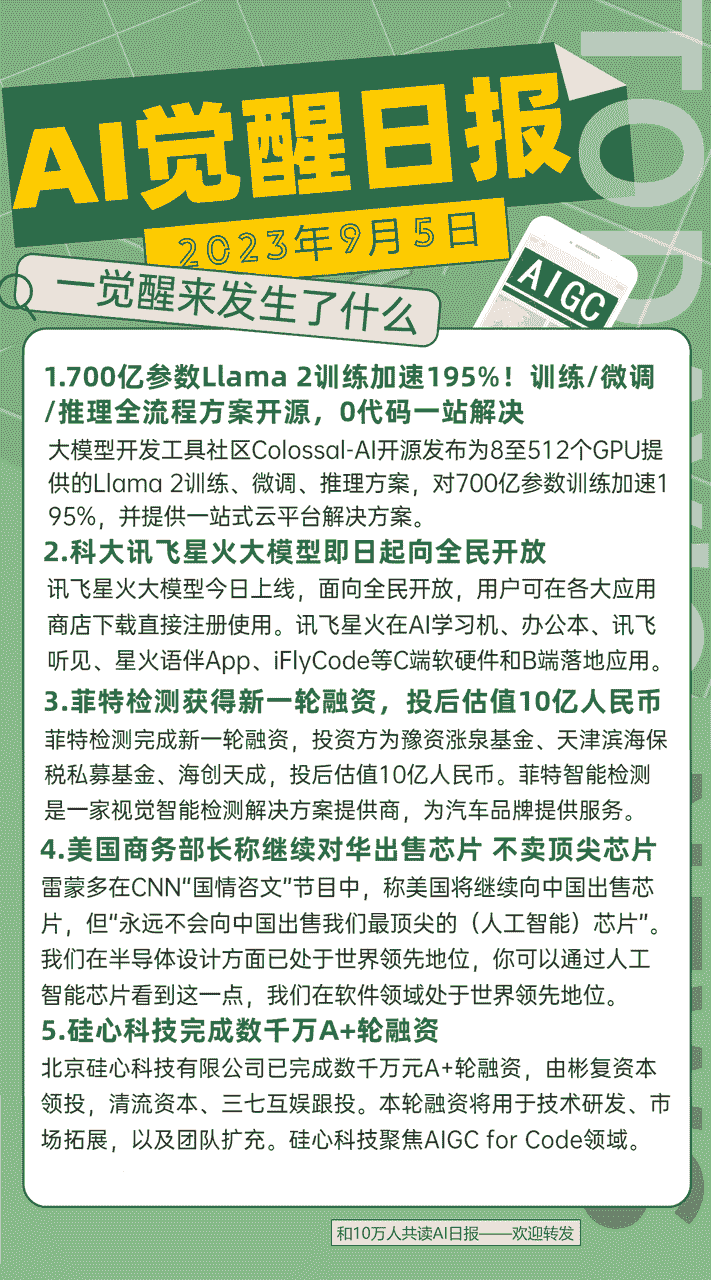 AI觉醒日报
2023年9月5日
一觉醒来发生了什么
AIGC
1.700亿参数Llama 2训练加速195%！训练/微调
/推理全流程方案开源，0代码一站解决
大模型开发工具社区Colossal-AI开源发布为8至512个GPU提
供的Llama 2训练、微调、推理方案，对700亿参数训练加速1
95%，并提供一站式云平台解决方案。
2.科大讯飞星火大模型即日起向全民开放
讯飞星火大模型今日上线，面向全民开放，用户可在各大应用
商店下载直接注册使用。讯飞星火在AI学习机、办公本、讯飞
听见、星火语伴App、iFlyCode等C端软硬件和B端落地应用。
3.菲特检测获得新一轮融资，投后估值10亿人民币
菲特检测完成新一轮融资，投资方为豫资涨泉基金、天津滨海保
税私募基金、海创天成，投后估值10亿人民币。菲特智能检测
是一家视觉智能检测解决方案提供商，为汽车品牌提供服务。
4.美国商务部长称继续对华出售芯片 不卖顶尖芯片
雷蒙多在CNN“国情咨文”节目中，称美国将继续向中国出售芯
片，但“永远不会向中国出售我们最顶尖的（人工智能）芯片”。
我们在半导体设计方面已处于世界领先地位，你可以通过人工
智能芯片看到这一点，我们在软件领域处于世界领先地位。
5.硅心科技完成数千万A+轮融资
北京硅心科技有限公司已完成数千万元A+轮融资，由彬复资本
领投，清流资本、三七互娱跟投。本轮融资将用于技术研发、市
场拓展，以及团队扩充。硅心科技聚焦AIGC for Code领域。
和10万人共读AI日报——欢迎转发